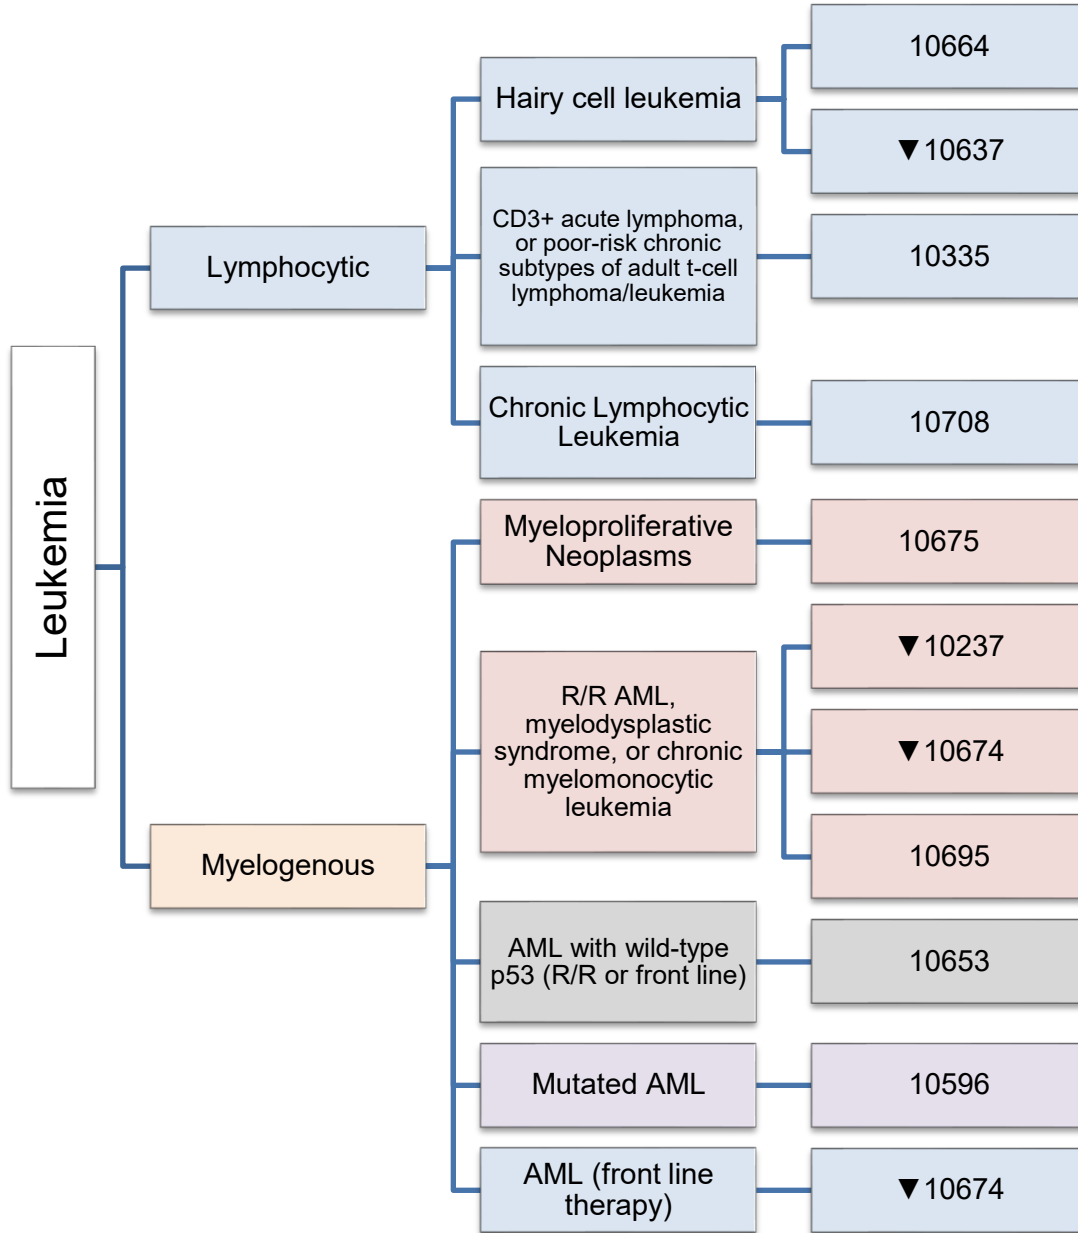 Leukemia
Lymphocytic
Hairy cell leukemia
10664
▼10637
CD3+ acute lymphoma,
or poor-risk chronic
subtypes of adult t-cell
lymphoma/leukemia
10335
Chronic Lymphocytic
Leukemia
10708
Myelogenous
Myeloproliferative
Neoplasms
10675
R/R AML,
myelodysplastic
syndrome, or chronic
myelomonocytic
leukemia
▼10237
▼10674
10695
AML with wild-type
p53 (R/R or front line)
10653
Mutated AML
10596
AML (front line
therapy)
▼10674